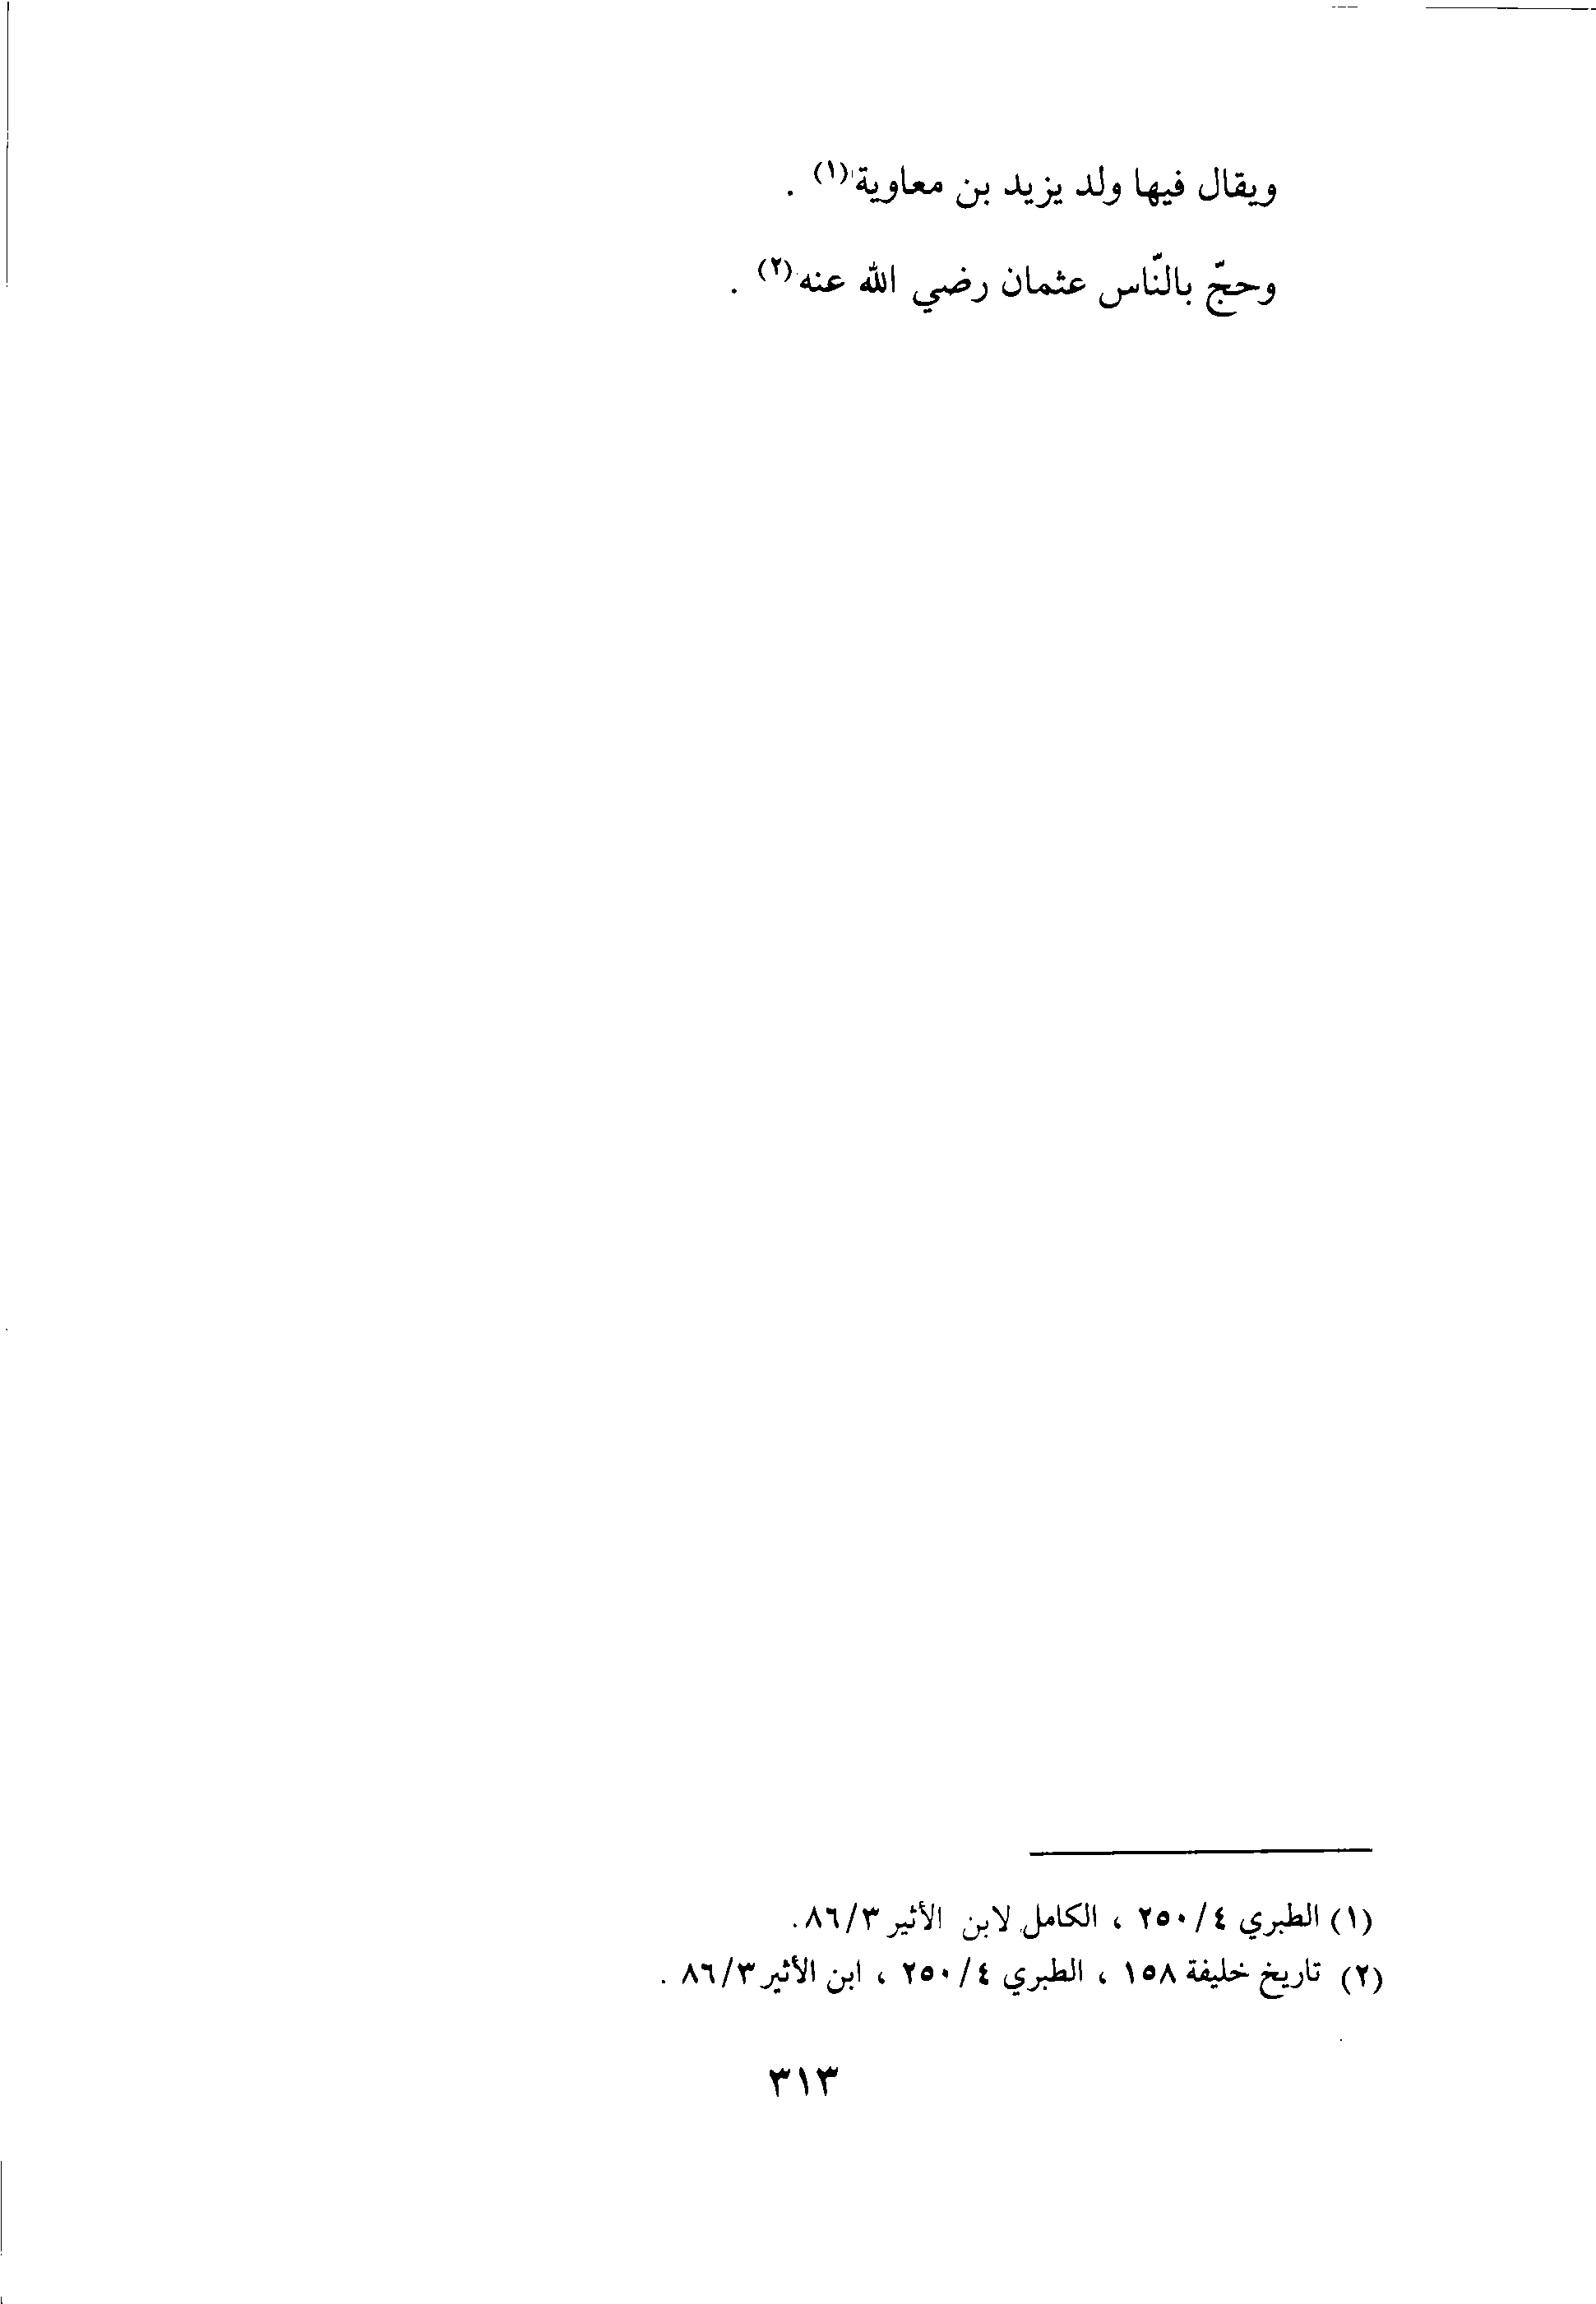 ويقال فيها ولد يزيد بن معاوية(١) .
وحجّ بالنّاس عثمان رضي الله عنه(٢) .
(١) الطبري ٤/٢٥٠ ، الكامل لابن الأثير ٣/٨٦.
(٢) تاريخ خليفة ١٥٨ ، الطبري ٤/٢٥٠ ، ابن الأثير ٣/٨٦ .
٣١٣